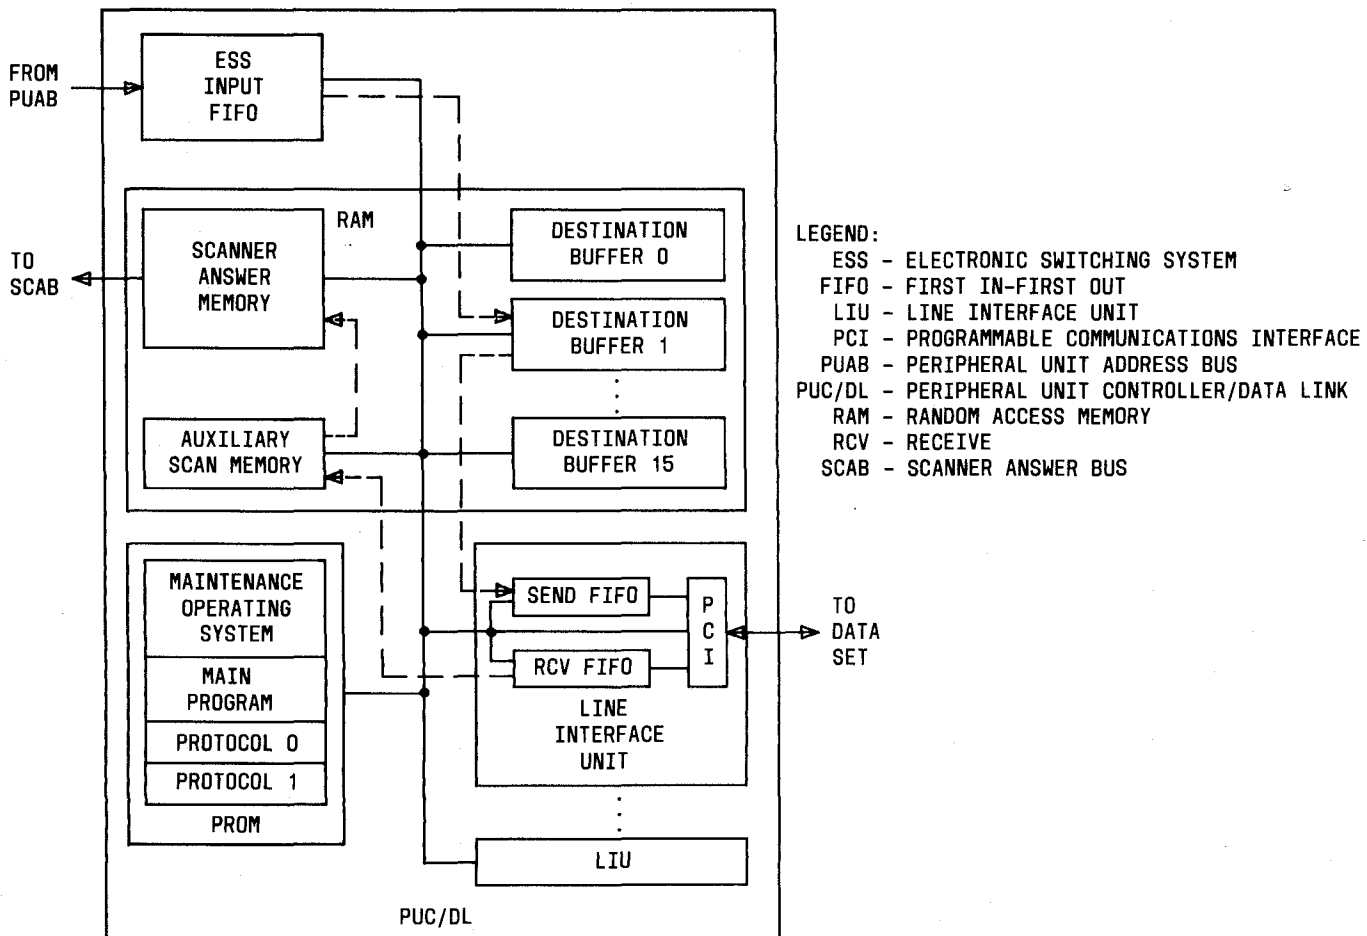 FROM
PUAB
ESS
INPUT
FIFO
TO
SCAB
SCANNER
ANSWER
MEMORY
RAM
DESTINATION
BUFFER 0
DESTINATION
BUFFER 1
AUXILIARY
SCAN MEMORY
DESTINATION
BUFFER 15
MAINTENANCE
OPERATING
SYSTEM
MAIN
PROGRAM
PROTOCOL 0
PROTOCOL 1
PROM
SEND FIFO
RCV FIFO
P
C
I
LINE
INTERFACE
UNIT
TO
DATA
SET
LIU
PUC/DL
LEGEND:
ESS - ELECTRONIC SWITCHING SYSTEM
FIFO - FIRST IN-FIRST OUT
LIU - LINE INTERFACE UNIT
PCI - PROGRAMMABLE COMMUNICATIONS INTERFACE
PUAB - PERIPHERAL UNIT ADDRESS BUS
PUC/DL - PERIPHERAL UNIT CONTROLLER/DATA LINK
RAM - RANDOM ACCESS MEMORY
RCV - RECEIVE
SCAB - SCANNER ANSWER BUS